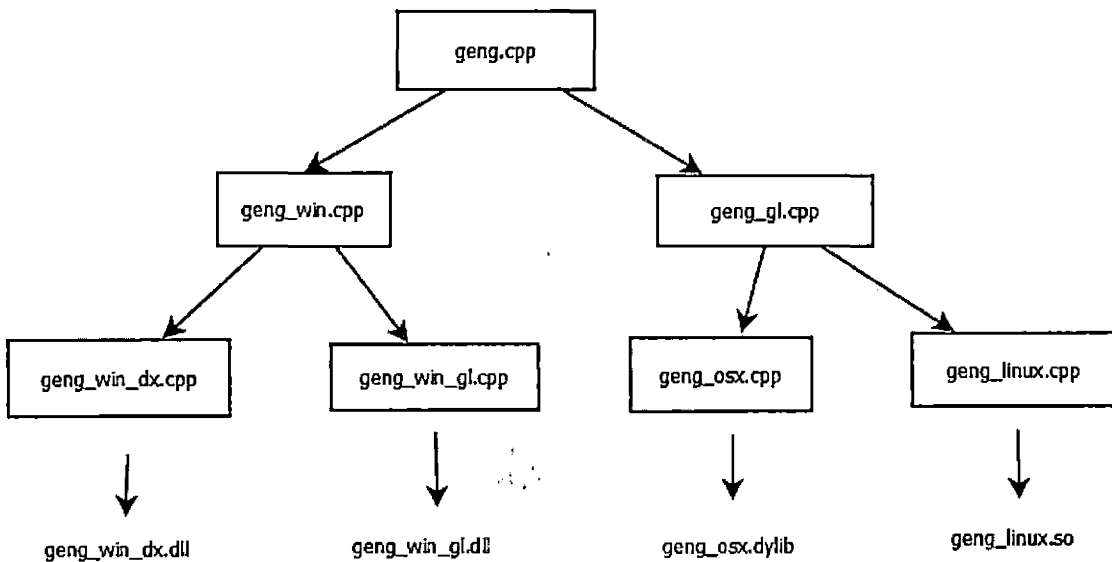 geng.cpp
geng_win.cpp
geng_gl.cpp
geng_win_dx.cpp
geng_win_gl.cpp
geng_osx.cpp
geng_linux.cpp
geng_win_dx.dll
geng_win_gl.dll
geng_osx.dylib
geng_linux.so